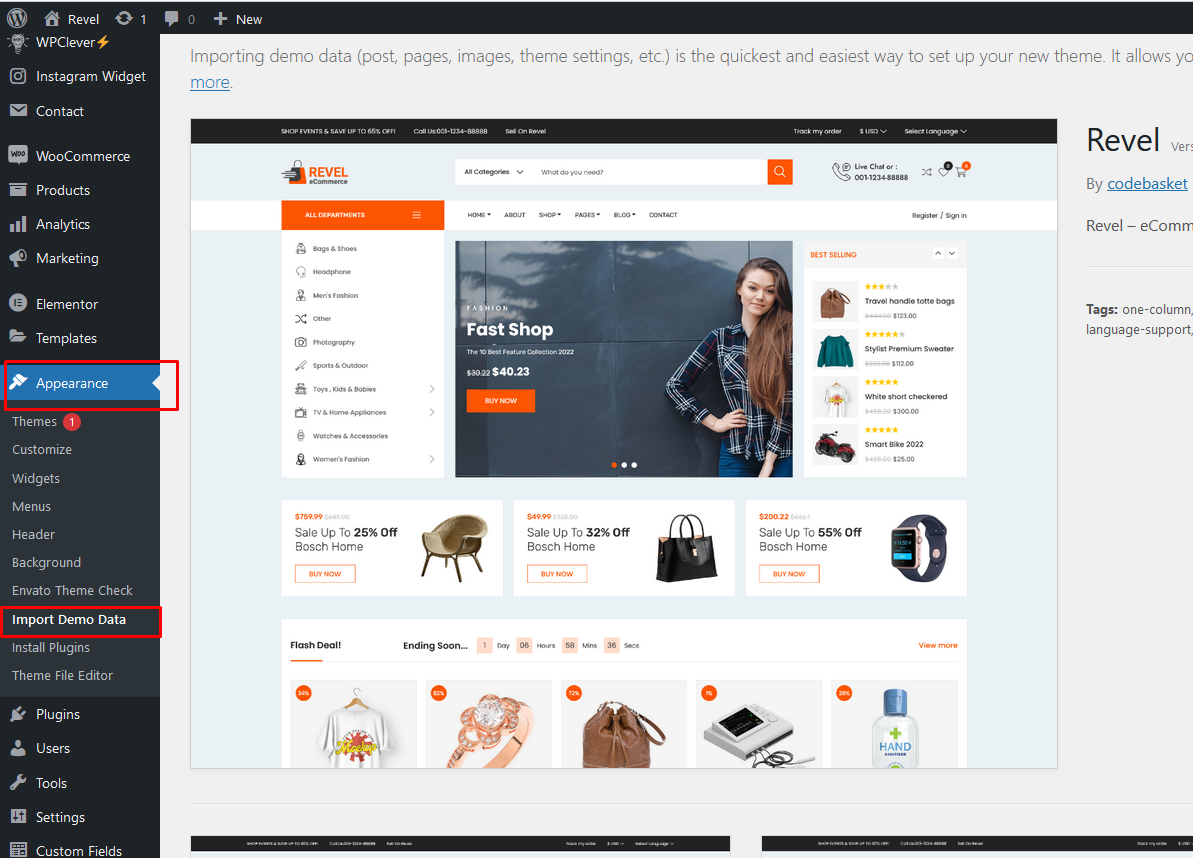 Revel 1 0 New
WPClever⚡
Instagram Widget
Contact
WooCommerce
Products
Analytics
Marketing
Elementor
Templates
Appearance
Themes 1
Customize
Widgets
Menus
Header
Background
Envato Theme Check
Import Demo Data
Install Plugins
Theme File Editor
Plugins
Users
Tools
Settings
Custom Fields
Importing demo data (post, pages, images, theme settings, etc.) is the quickest and easiest way to set up your new theme. It allows yo
more.
SHOP EVENTS & SAVE UP TO 65% OFF! Call Us:001-1234-88888 Sell On Revel Track my order $ USD Select Language
REVEL
eCommerce
All Categories What do you need?
Live Chat or :
001-1234-88888
0 0
ALL DEPARTMENTS HOME ABOUT SHOP PAGES BLOG CONTACT Register / Sign in
Bags & Shoes
Headphone
Men's Fashion
Other
Photography
Sports & Outdoor
Toys , Kids & Babies
TV & Home Appliances
Watches & Accessories
Women's Fashion
FASHION
Fast Shop
The 10 Best Feature Collection 2022
$30.22 $40.23
BUY NOW
BEST SELLING
Travel handle totte bags
$444.00 $123.00
Stylist Premium Sweater
$112.00
White short checkered
$458.00 $300.00
Smart Bike 2022
$455.00 $25.00
$759.99 $645.00
Sale Up To 25% Off
Bosch Home
BUY NOW
$49.99 $325.00
Sale Up To 32% Off
Bosch Home
BUY NOW
$200.22
Sale Up To 55% Off
Bosch Home
BUY NOW
Flash Deal! Ending Soon... 1 Day 06 Hours 58 Mins 36 Secs View more
34% 82% 72% 1% 26%
Mockup
HAND
SANITISER
Revel Vers
By codebasket
Revel – eComm
Tags: one-column,
language-support,
SHOP EVENTS & SAVE UP TO 65% OFF! Call Us:001-1234-88888 Sell On Revel Track my order $ USD Select Language
SHOP EVENTS & SAVE UP TO 65% OFF! Call Us:001-1234-88888 Sell On Revel Track my order $ US